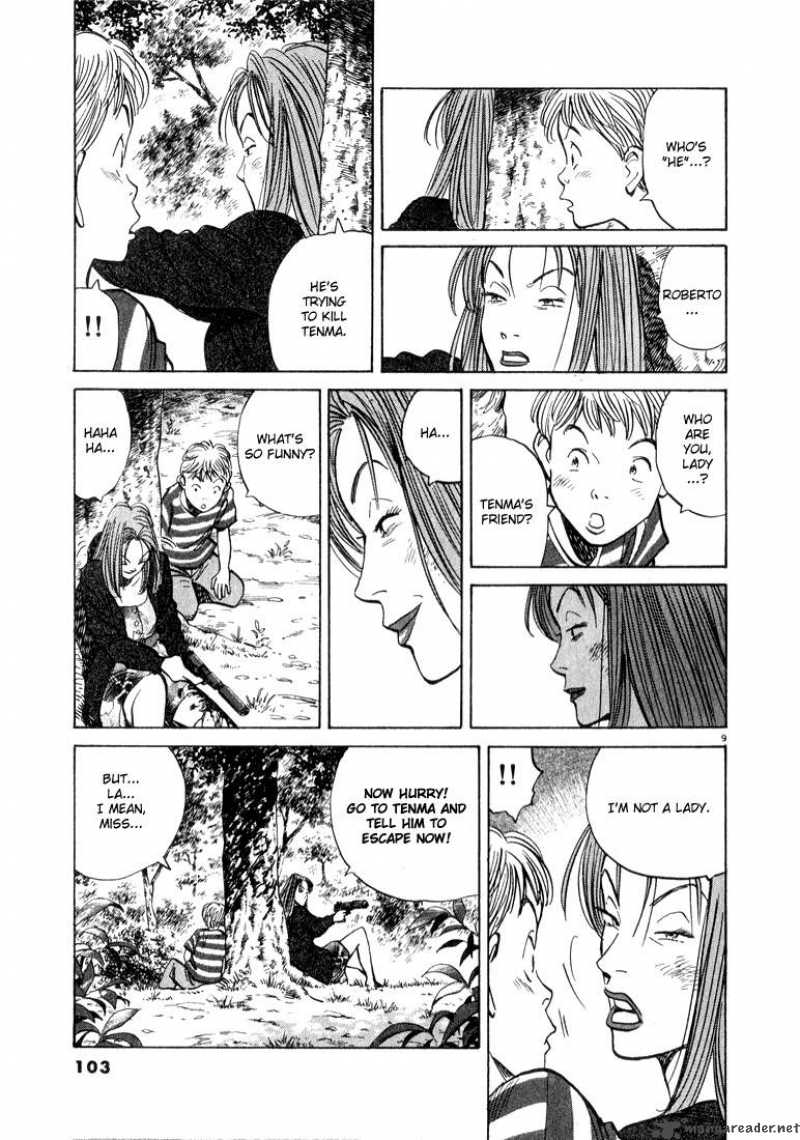 WHO'S
"HE"...?
ROBERTO
...
HE'S
TRYING
TO KILL
TENMA.
!!
WHO
ARE
YOU,
LADY
...?
TENMA'S
FRIEND?
HA...
WHAT'S
SO FUNNY?
HAHA
HA...
9
I'M NOT A LADY.
!!
NOW HURRY!
GO TO TENMA AND
TELL HIM TO
ESCAPE NOW!
BUT...
LA...
I MEAN,
MISS...
103
mangareader.net